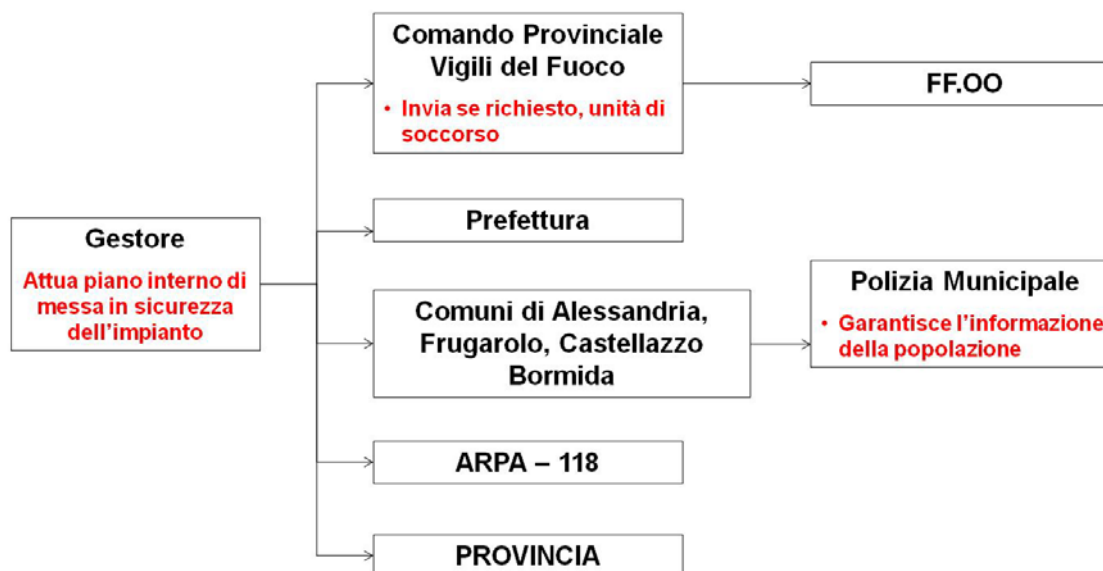 Comando Provinciale
Vigili del Fuoco
• Invia se richiesto, unità di
soccorso
FF.OO
Prefettura
Gestore
Attua piano interno di
messa in sicurezza
dell'impianto
Comuni di Alessandria,
Frugarolo, Castellazzo
Bormida
Polizia Municipale
• Garantisce l'informazione
della popolazione
ARPA – 118
PROVINCIA